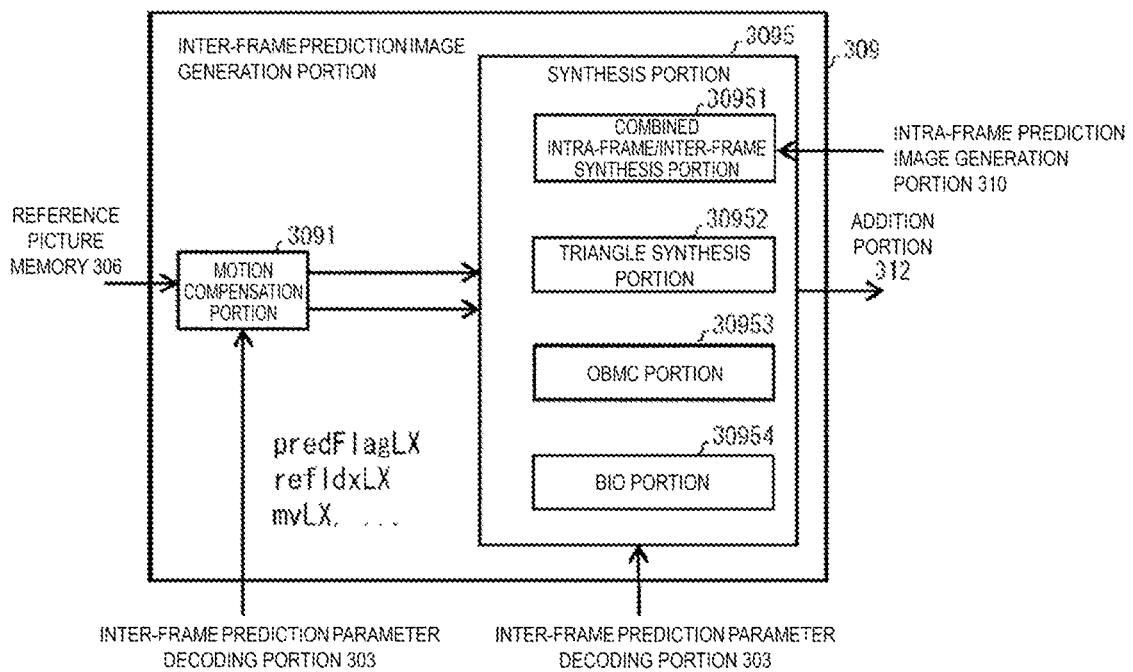 INTER-FRAME PREDICTION IMAGE
GENERATION PORTION
3095
309
SYNTHESIS PORTION
30951
COMBINED
INTRA-FRAME/INTER-FRAME
SYNTHESIS PORTION
INTRA-FRAME PREDICTION
IMAGE GENERATION
PORTION 310
REFERENCE
PICTURE
MEMORY 306
3091
MOTION
COMPENSATION
PORTION
30952
TRIANGLE SYNTHESIS
PORTION
ADDITION
PORTION
312
30953
OBMC PORTION
predFlagLX
refIdxLX
mvLX, ...
30954
BIO PORTION
INTER-FRAME PREDICTION PARAMETER
DECODING PORTION 303
INTER-FRAME PREDICTION PARAMETER
DECODING PORTION 303